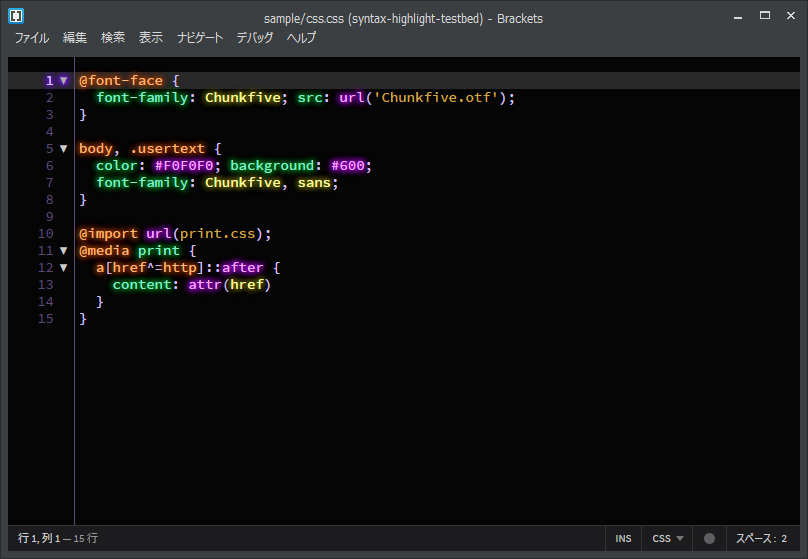 sample/css.css (syntax-highlight-testbed) - Brackets
ファイル 編集 検索 表示 ナビゲート デバッグ ヘルプ
1 ▼ @font-face {
2 font-family: Chunkfive; src: url('Chunkfive.otf');
3 }
4
5 ▼ body, .usertext {
6 color: #F0F0F0; background: #600;
7 font-family: Chunkfive, sans;
8 }
9
10 @import url(print.css);
11 ▼ @media print {
12 ▼ a[href^=http]::after {
13 content: attr(href)
14 }
15 }
行 1, 列 1 — 15 行 INS CSS スペース: 2